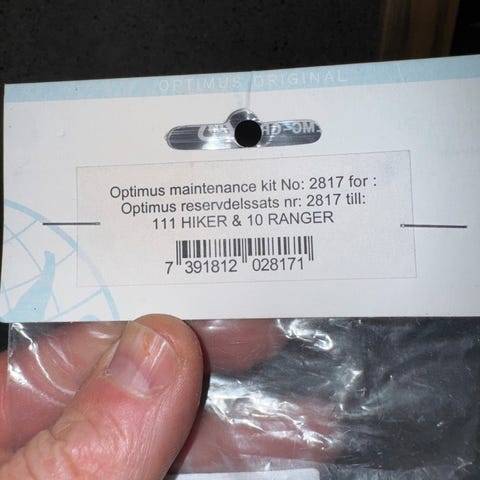 OPTIMUS ORIGINAL
Optimus maintenance kit No: 2817 for :
Optimus reservdelssats nr: 2817 till:
111 HIKER & 10 RANGER
7 391812 028171